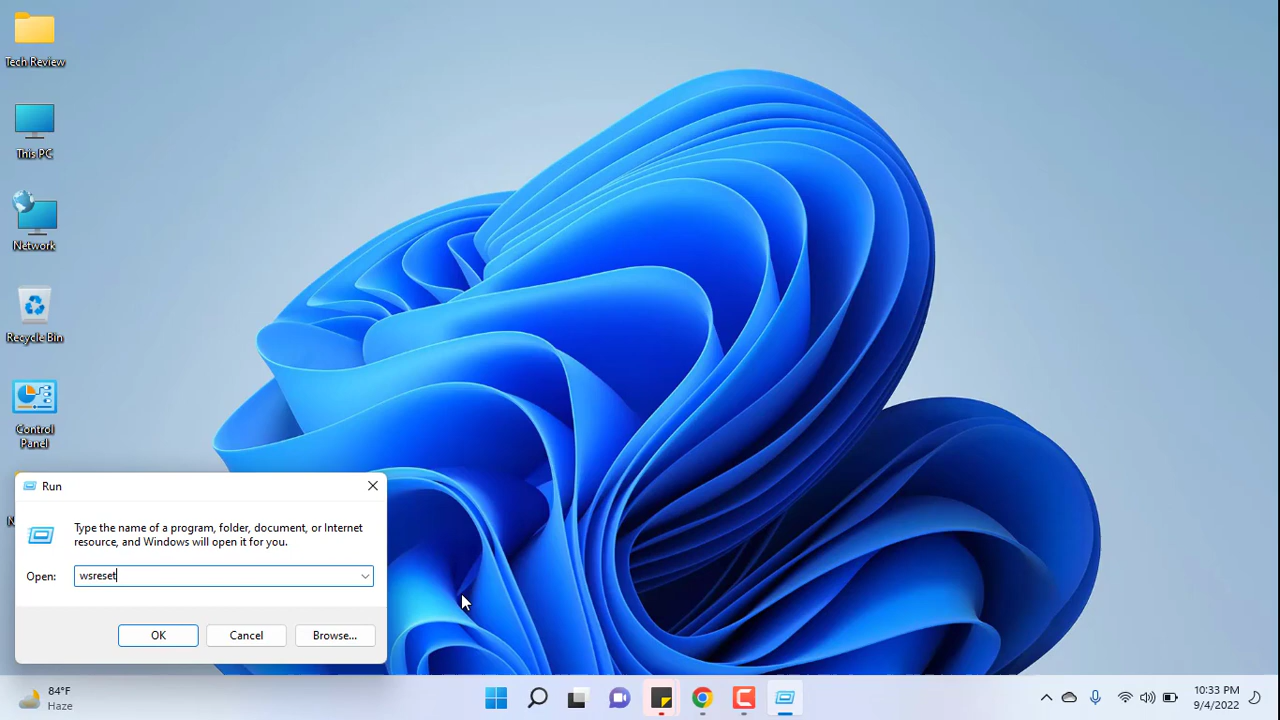 Tech Review
This PC
Network
Recycle Bin
Control
Panel
N
Run
Type the name of a program, folder, document, or Internet
resource, and Windows will open it for you.
Open:
wsreset
OK
Cancel
Browse...
84°F
Haze
10:33 PM
9/4/2022